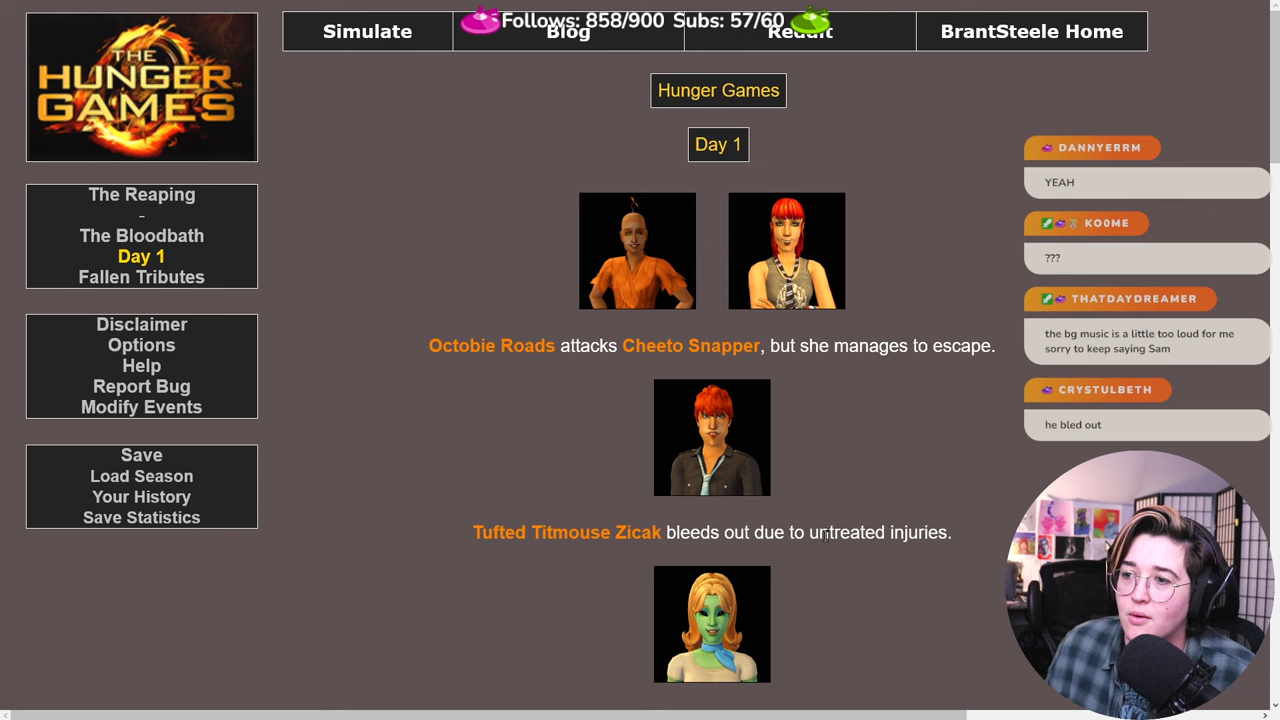 Follows: 858/900 Subs: 57/60
THE
HUNGER
GAMES
Simulate
Blog
Reddit
BrantSteele Home
Hunger Games
Day 1
The Reaping
-
The Bloodbath
Day 1
Fallen Tributes
Disclaimer
Options
Help
Report Bug
Modify Events
Save
Load Season
Your History
Save Statistics
Octobie Roads attacks Cheeto Snapper, but she manages to escape.
Tufted Titmouse Zicak bleeds out due to untreated injuries.
DANNYERRM
YEAH
KO0ME
???
THATDAYDREAMER
the bg music is a little too loud for me
sorry to keep saying Sam
CRYSTULBETH
he bled out